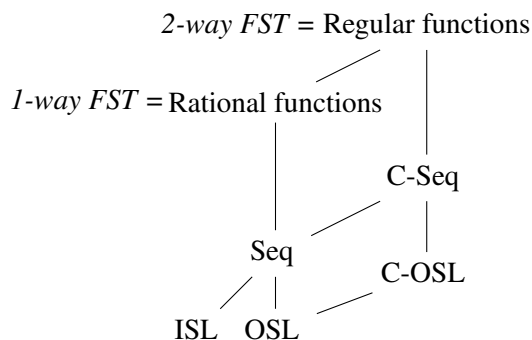 2-way FST = Regular functions
1-way FST = Rational functions
C-Seq
Seq
C-OSL
ISL OSL